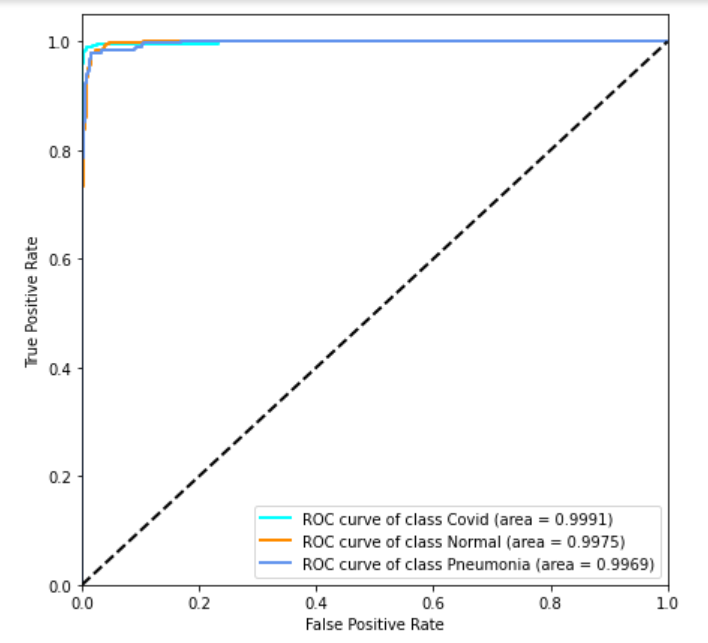 1.0
0.8
0.6
0.4
0.2
0.0
True Positive Rate
ROC curve of class Covid (area = 0.9991)
ROC curve of class Normal (area = 0.9975)
ROC curve of class Pneumonia (area = 0.9969)
0.0 0.2 0.4 0.6 0.8 1.0
False Positive Rate